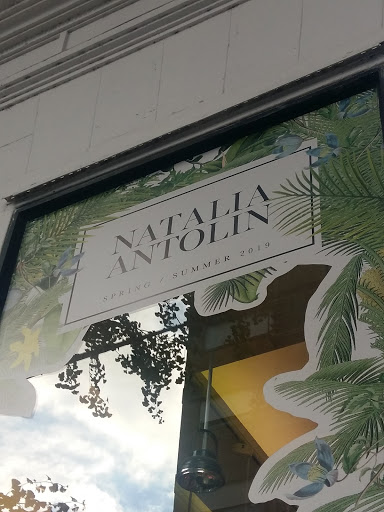 NATALIA
ANTOLIN
SPRING / SUMMER 2019